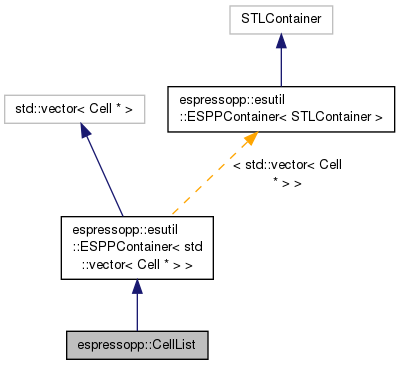 STLContainer
std::vector< Cell * >
espressopp::esutil
::ESPPContainer< STLContainer >
< std::vector< Cell
* > >
espressopp::esutil
::ESPPContainer< std
::vector< Cell * > >
espressopp::CellList